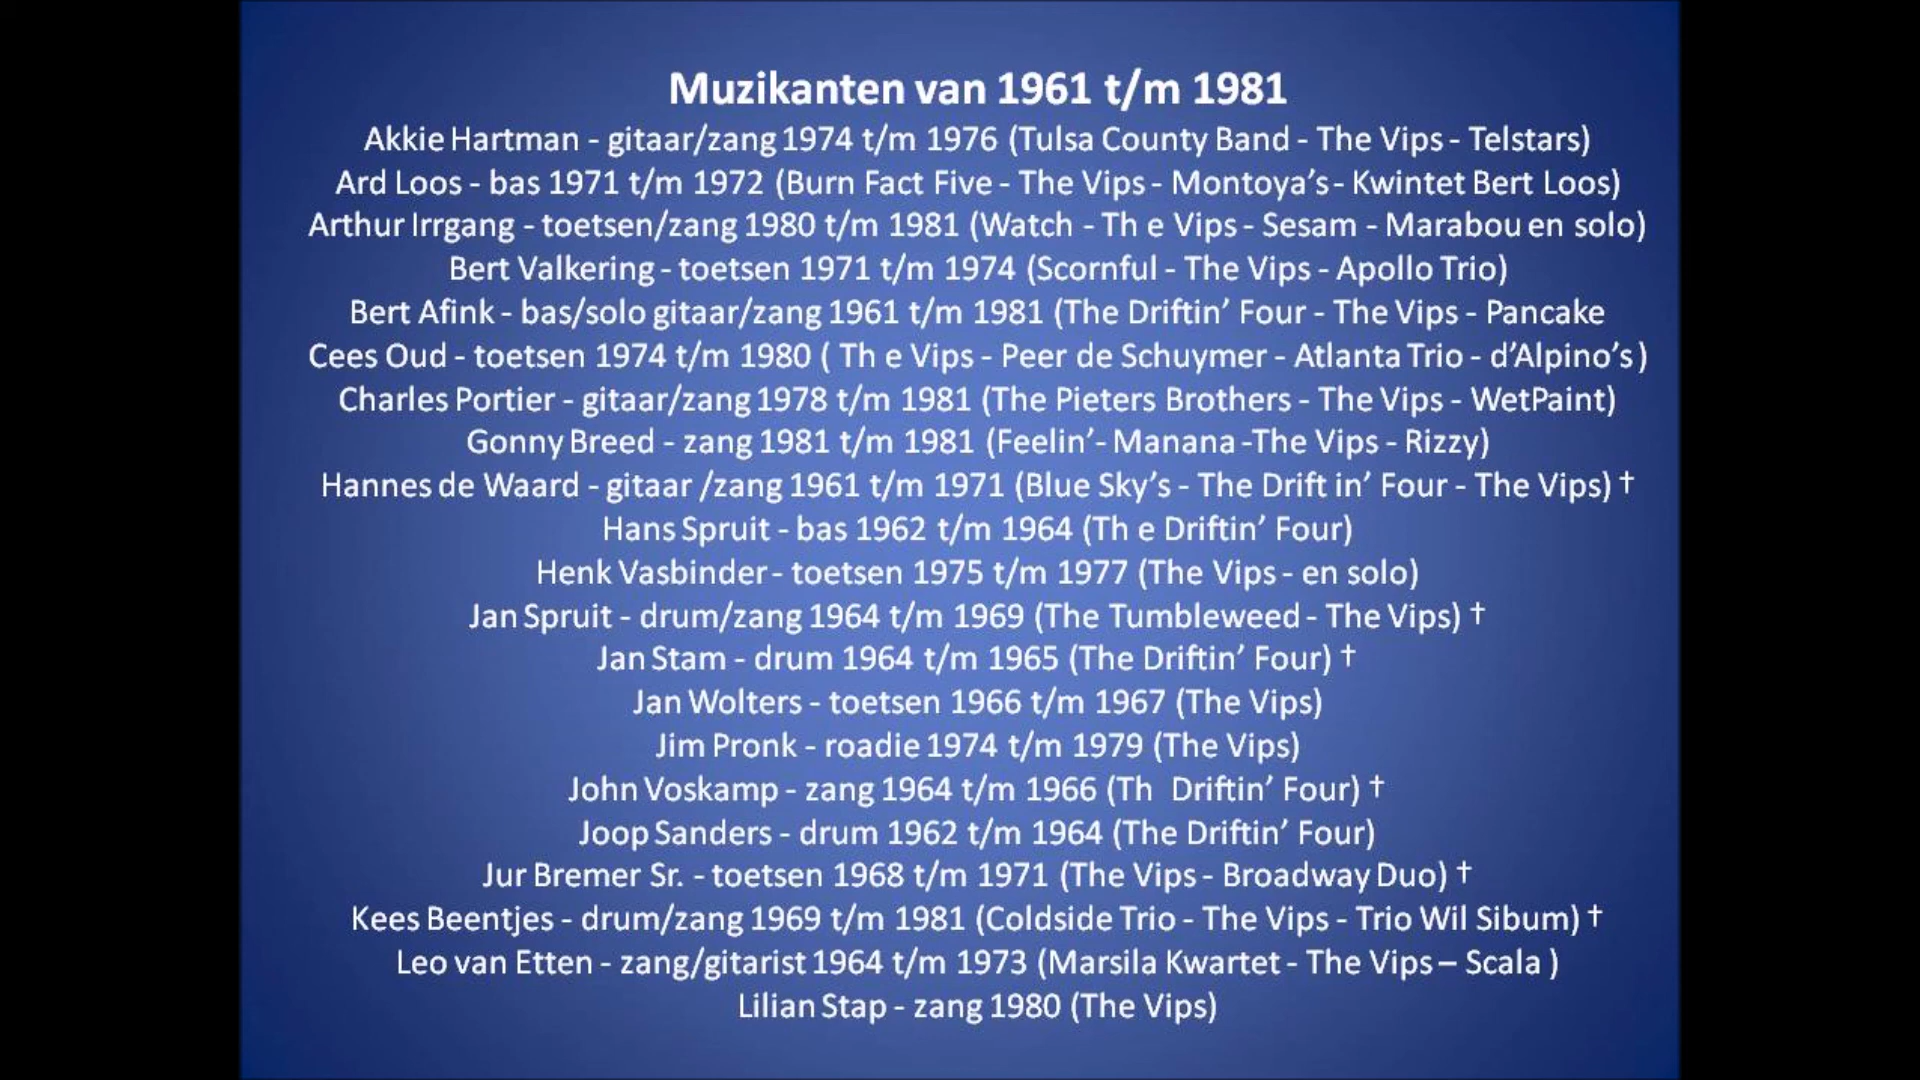 Muzikanten van 1961 t/m 1981
Akkie Hartman - gitaar/zang 1974 t/m 1976 (Tulsa County Band - The Vips - Telstars)
Ard Loos - bas 1971 t/m 1972 (Burn Fact Five - The Vips - Montoya’s - Kwintet Bert Loos)
Arthur Irrgang - toetsen/zang 1980 t/m 1981 (Watch - Th e Vips - Sesam - Marabou en solo)
Bert Valkering - toetsen 1971 t/m 1974 (Scornful - The Vips - Apollo Trio)
Bert Afink - bas/solo gitaar/zang 1961 t/m 1981 (The Driftin’ Four - The Vips - Pancake
Cees Oud - toetsen 1974 t/m 1980 ( Th e Vips - Peer de Schuymer - Atlanta Trio - d’Alpino’s )
Charles Portier - gitaar/zang 1978 t/m 1981 (The Pieters Brothers - The Vips - WetPaint)
Gonny Breed - zang 1981 t/m 1981 (Feelin’- Manana -The Vips - Rizzy)
Hannes de Waard - gitaar /zang 1961 t/m 1971 (Blue Sky’s - The Drift in’ Four - The Vips) †
Hans Spruit - bas 1962 t/m 1964 (Th e Driftin’ Four)
Henk Vasbinder - toetsen 1975 t/m 1977 (The Vips - en solo)
Jan Spruit - drum/zang 1964 t/m 1969 (The Tumbleweed - The Vips) †
Jan Stam - drum 1964 t/m 1965 (The Driftin’ Four) †
Jan Wolters - toetsen 1966 t/m 1967 (The Vips)
Jim Pronk - roadie 1974 t/m 1979 (The Vips)
John Voskamp - zang 1964 t/m 1966 (Th  Driftin’ Four) †
Joop Sanders - drum 1962 t/m 1964 (The Driftin’ Four)
Jur Bremer Sr. - toetsen 1968 t/m 1971 (The Vips - Broadway Duo) †
Kees Beentjes - drum/zang 1969 t/m 1981 (Coldside Trio - The Vips - Trio Wil Sibum) †
Leo van Etten - zang/gitarist 1964 t/m 1973 (Marsila Kwartet - The Vips – Scala )
Lilian Stap - zang 1980 (The Vips)